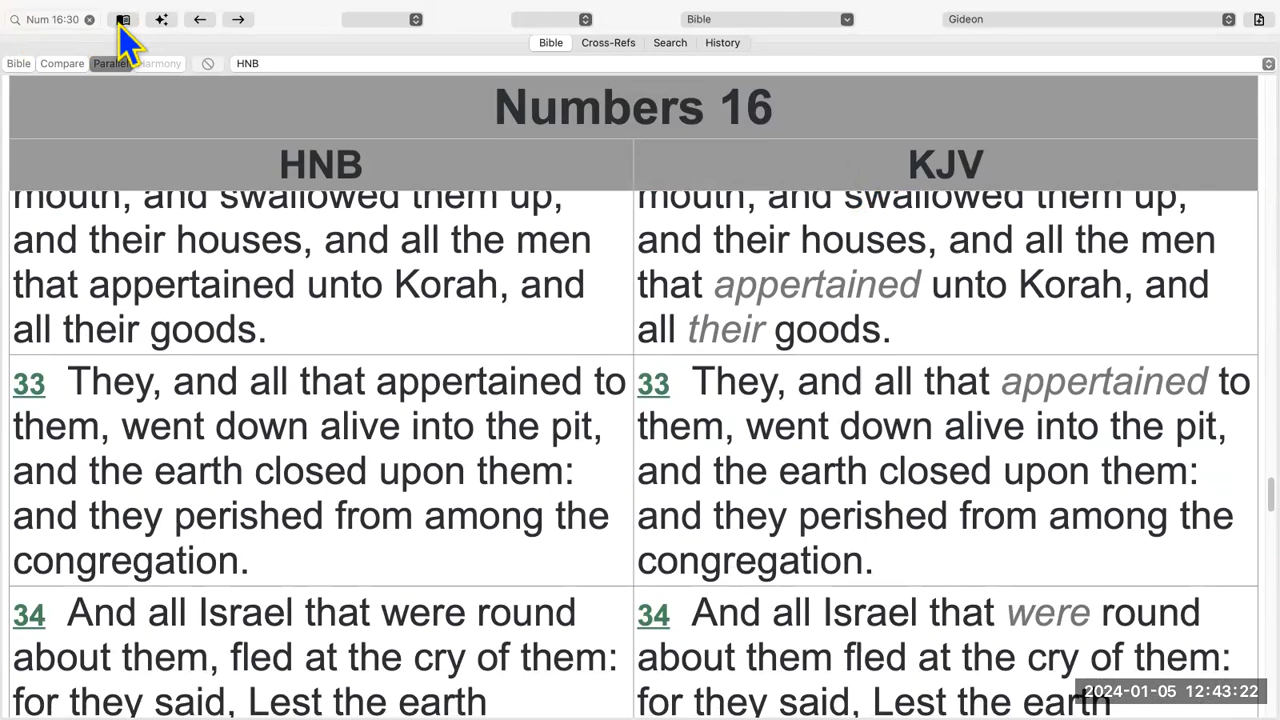 Num 16:30
Bible
Gideon
Bible Cross-Refs Search History
Bible Compare Parallel Harmony
HNB
Numbers 16
HNB
mouth, and swallowed them up,
and their houses, and all the men
that appertained unto Korah, and
all their goods.
33 They, and all that appertained to
them, went down alive into the pit,
and the earth closed upon them:
and they perished from among the
congregation.
34 And all Israel that were round
about them, fled at the cry of them:
for they said, Lest the earth
KJV
mouth, and swallowed them up,
and their houses, and all the men
that appertained unto Korah, and
all their goods.
33 They, and all that appertained to
them, went down alive into the pit,
and the earth closed upon them:
and they perished from among the
congregation.
34 And all Israel that were round
about them fled at the cry of them:
for they said, Lest the earth
2024-01-05 12:43:22